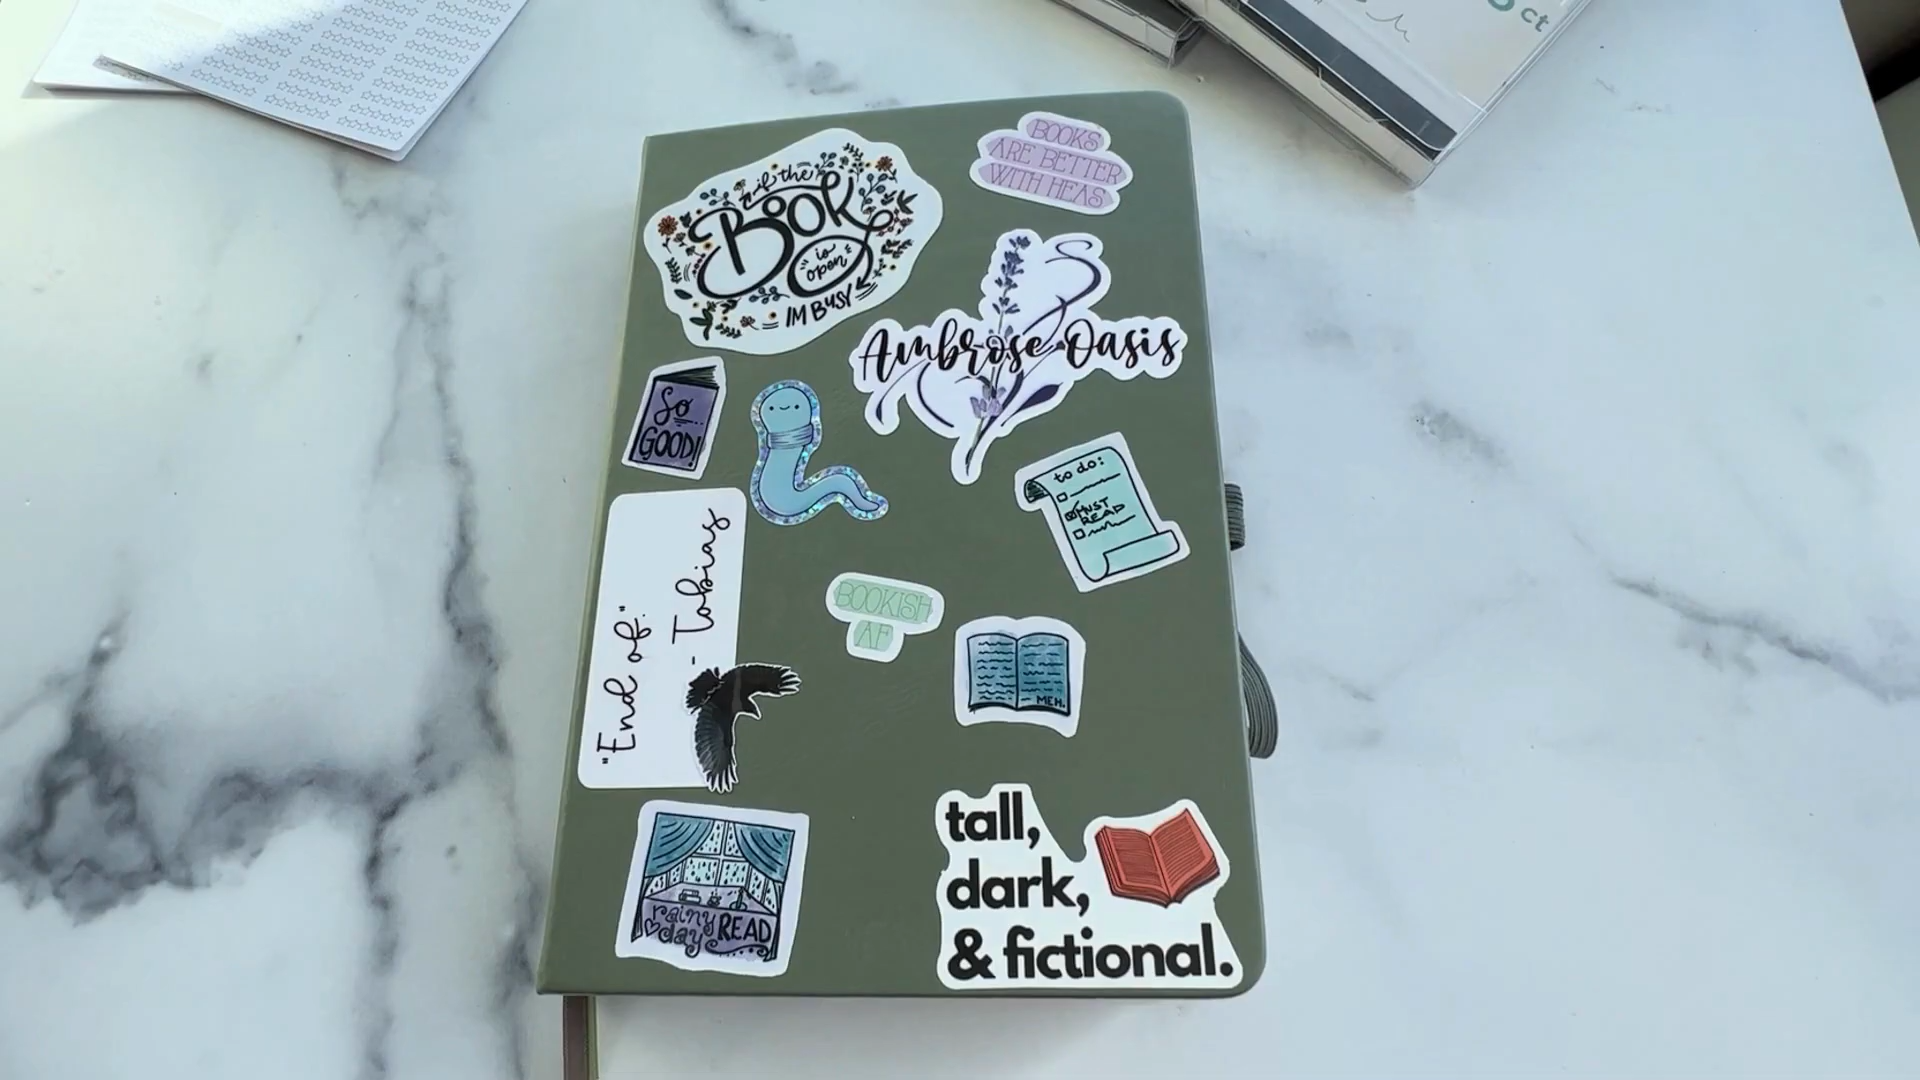 ct
if the
Book
is
open
IM BUSY
BOOKS
ARE BETTER
WITH HEAS
Ambrose Oasis
So
GOOD!
to do:
MUST
READ
"End of."
- Tobias
BOOKISH
AF
MEH.
rainy
day READ
tall,
dark,
& fictional.